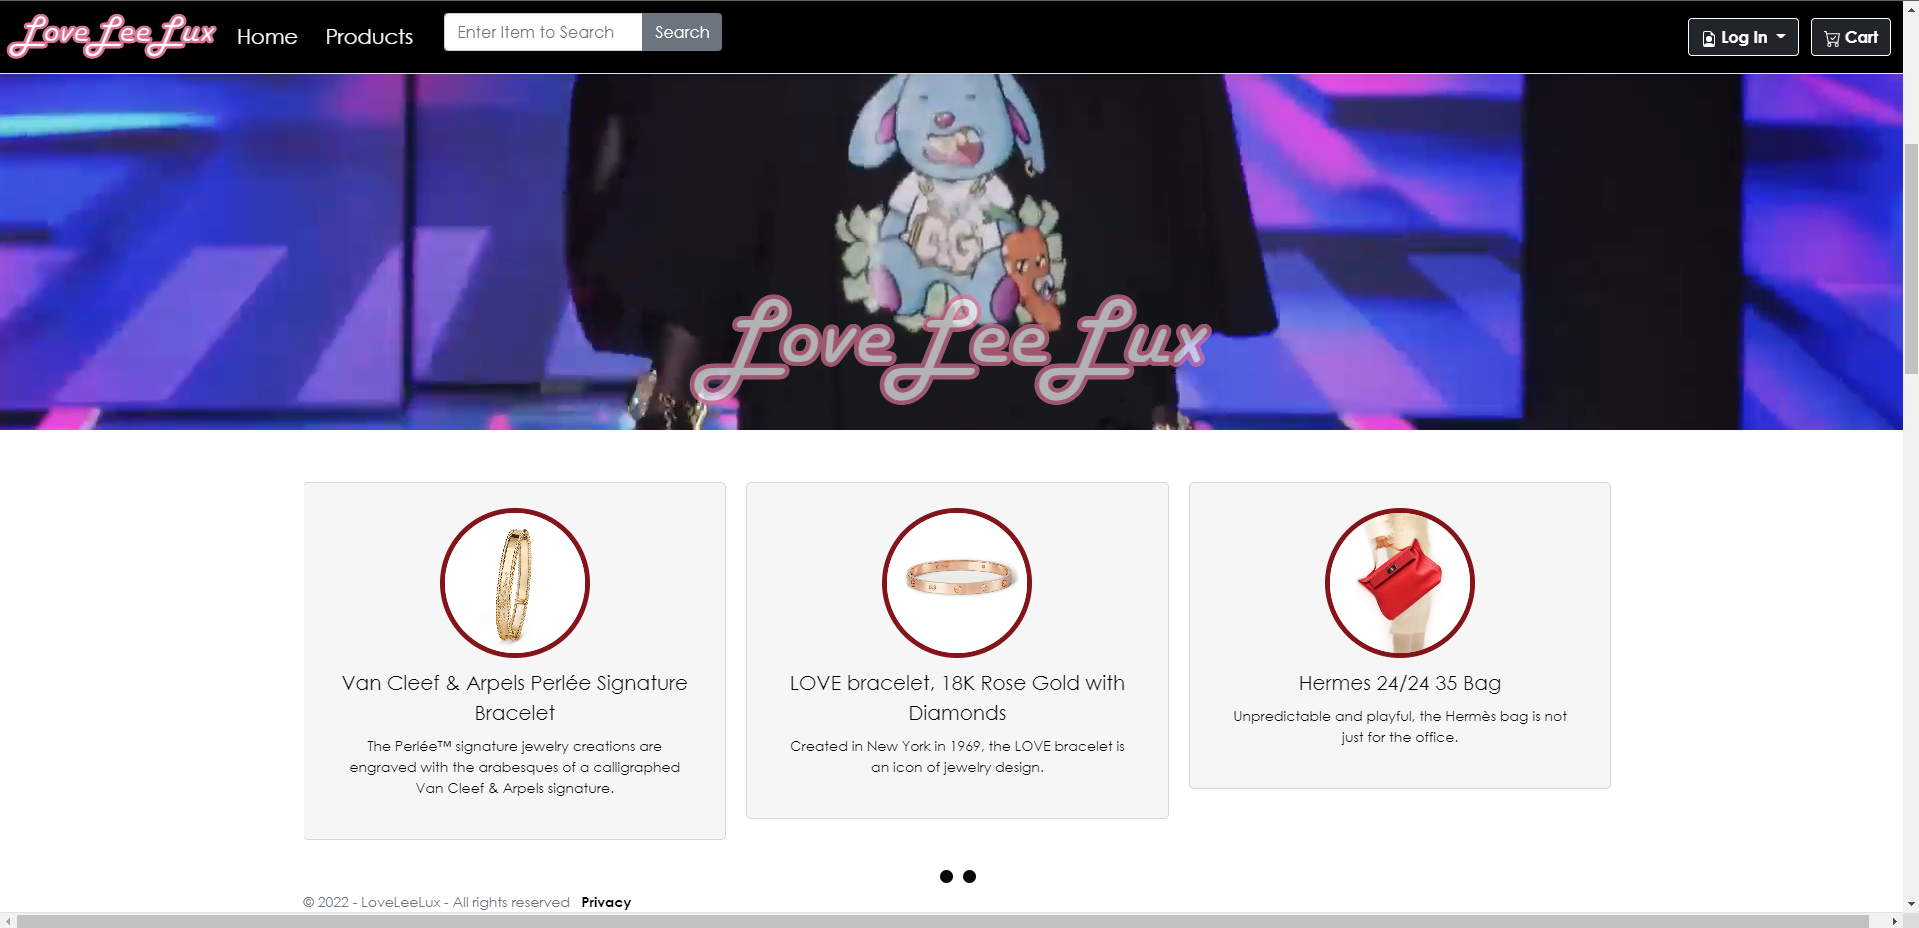 LoveLeeLux Home Products Enter Item to Search Search Log In Cart
GG
LoveLeeLux
Van Cleef & Arpels Perlée Signature
Bracelet
The Perlée™ signature jewelry creations are
engraved with the arabesques of a calligraphed
Van Cleef & Arpels signature.
LOVE bracelet, 18K Rose Gold with
Diamonds
Created in New York in 1969, the LOVE bracelet is
an icon of jewelry design.
Hermes 24/24 35 Bag
Unpredictable and playful, the Hermès bag is not
just for the office.
© 2022 - LoveLeeLux - All rights reserved Privacy